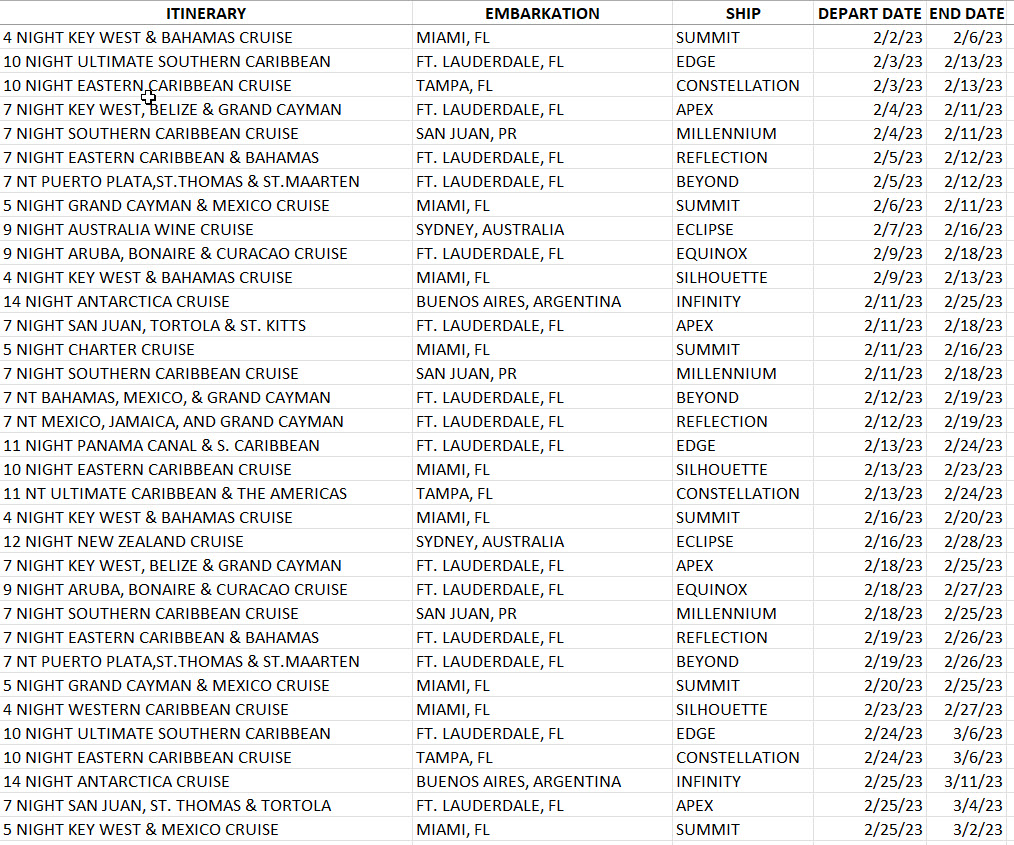 ITINERARY EMBARKATION SHIP DEPART DATE END DATE
4 NIGHT KEY WEST & BAHAMAS CRUISE MIAMI, FL SUMMIT 2/2/23 2/6/23
10 NIGHT ULTIMATE SOUTHERN CARIBBEAN FT. LAUDERDALE, FL EDGE 2/3/23 2/13/23
10 NIGHT EASTERN CARIBBEAN CRUISE TAMPA, FL CONSTELLATION 2/3/23 2/13/23
7 NIGHT KEY WEST, BELIZE & GRAND CAYMAN FT. LAUDERDALE, FL APEX 2/4/23 2/11/23
7 NIGHT SOUTHERN CARIBBEAN CRUISE SAN JUAN, PR MILLENNIUM 2/4/23 2/11/23
7 NIGHT EASTERN CARIBBEAN & BAHAMAS FT. LAUDERDALE, FL REFLECTION 2/5/23 2/12/23
7 NT PUERTO PLATA,ST.THOMAS & ST.MAARTEN FT. LAUDERDALE, FL BEYOND 2/5/23 2/12/23
5 NIGHT GRAND CAYMAN & MEXICO CRUISE MIAMI, FL SUMMIT 2/6/23 2/11/23
9 NIGHT AUSTRALIA WINE CRUISE SYDNEY, AUSTRALIA ECLIPSE 2/7/23 2/16/23
9 NIGHT ARUBA, BONAIRE & CURACAO CRUISE FT. LAUDERDALE, FL EQUINOX 2/9/23 2/18/23
4 NIGHT KEY WEST & BAHAMAS CRUISE MIAMI, FL SILHOUETTE 2/9/23 2/13/23
14 NIGHT ANTARCTICA CRUISE BUENOS AIRES, ARGENTINA INFINITY 2/11/23 2/25/23
7 NIGHT SAN JUAN, TORTOLA & ST. KITTS FT. LAUDERDALE, FL APEX 2/11/23 2/18/23
5 NIGHT CHARTER CRUISE MIAMI, FL SUMMIT 2/11/23 2/16/23
7 NIGHT SOUTHERN CARIBBEAN CRUISE SAN JUAN, PR MILLENNIUM 2/11/23 2/18/23
7 NT BAHAMAS, MEXICO, & GRAND CAYMAN FT. LAUDERDALE, FL BEYOND 2/12/23 2/19/23
7 NT MEXICO, JAMAICA, AND GRAND CAYMAN FT. LAUDERDALE, FL REFLECTION 2/12/23 2/19/23
11 NIGHT PANAMA CANAL & S. CARIBBEAN FT. LAUDERDALE, FL EDGE 2/13/23 2/24/23
10 NIGHT EASTERN CARIBBEAN CRUISE MIAMI, FL SILHOUETTE 2/13/23 2/23/23
11 NT ULTIMATE CARIBBEAN & THE AMERICAS TAMPA, FL CONSTELLATION 2/13/23 2/24/23
4 NIGHT KEY WEST & BAHAMAS CRUISE MIAMI, FL SUMMIT 2/16/23 2/20/23
12 NIGHT NEW ZEALAND CRUISE SYDNEY, AUSTRALIA ECLIPSE 2/16/23 2/28/23
7 NIGHT KEY WEST, BELIZE & GRAND CAYMAN FT. LAUDERDALE, FL APEX 2/18/23 2/25/23
9 NIGHT ARUBA, BONAIRE & CURACAO CRUISE FT. LAUDERDALE, FL EQUINOX 2/18/23 2/27/23
7 NIGHT SOUTHERN CARIBBEAN CRUISE SAN JUAN, PR MILLENNIUM 2/18/23 2/25/23
7 NIGHT EASTERN CARIBBEAN & BAHAMAS FT. LAUDERDALE, FL REFLECTION 2/19/23 2/26/23
7 NT PUERTO PLATA,ST.THOMAS & ST.MAARTEN FT. LAUDERDALE, FL BEYOND 2/19/23 2/26/23
5 NIGHT GRAND CAYMAN & MEXICO CRUISE MIAMI, FL SUMMIT 2/20/23 2/25/23
4 NIGHT WESTERN CARIBBEAN CRUISE MIAMI, FL SILHOUETTE 2/23/23 2/27/23
10 NIGHT ULTIMATE SOUTHERN CARIBBEAN FT. LAUDERDALE, FL EDGE 2/24/23 3/6/23
10 NIGHT EASTERN CARIBBEAN CRUISE TAMPA, FL CONSTELLATION 2/24/23 3/6/23
14 NIGHT ANTARCTICA CRUISE BUENOS AIRES, ARGENTINA INFINITY 2/25/23 3/11/23
7 NIGHT SAN JUAN, ST. THOMAS & TORTOLA FT. LAUDERDALE, FL APEX 2/25/23 3/4/23
5 NIGHT KEY WEST & MEXICO CRUISE MIAMI, FL SUMMIT 2/25/23 3/2/23